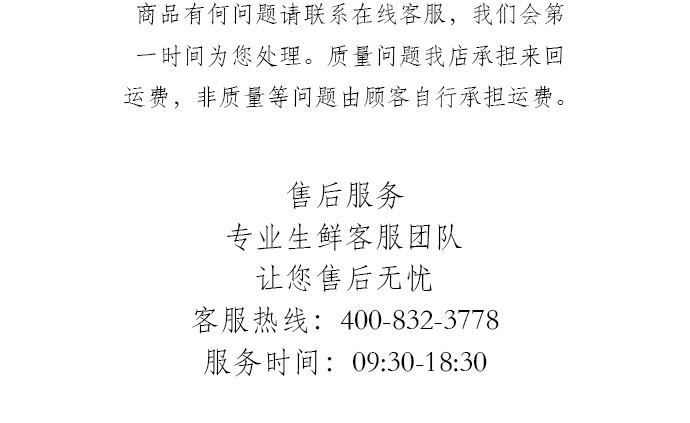 商品有何问题请联系在线客服，我们会第
一时间为您处理。质量问题我店承担来回
运费，非质量等问题由顾客自行承担运费。
售后服务
专业生鲜客服团队
让您售后无忧
客服热线：400-832-3778
服务时间：09:30-18:30